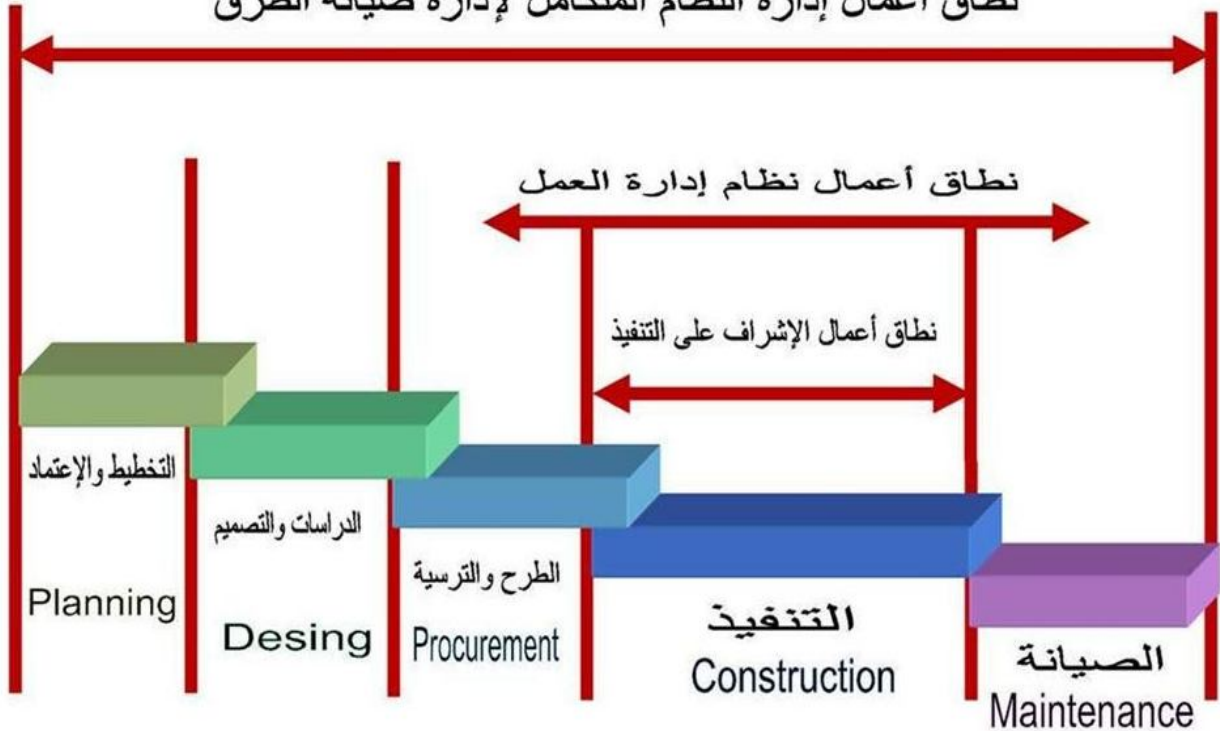 نطاق أعمال إدارة النظام المتكامل لإدارة صيانة الطرق
نطاق أعمال نظام إدارة العمل
نطاق أعمال الإشراف على التنفيذ
التخطيط والإعتماد
Planning
الدراسات والتصميم
Desing
الطرح والترسية
Procurement
التنفيذ
Construction
الصيانة
Maintenance